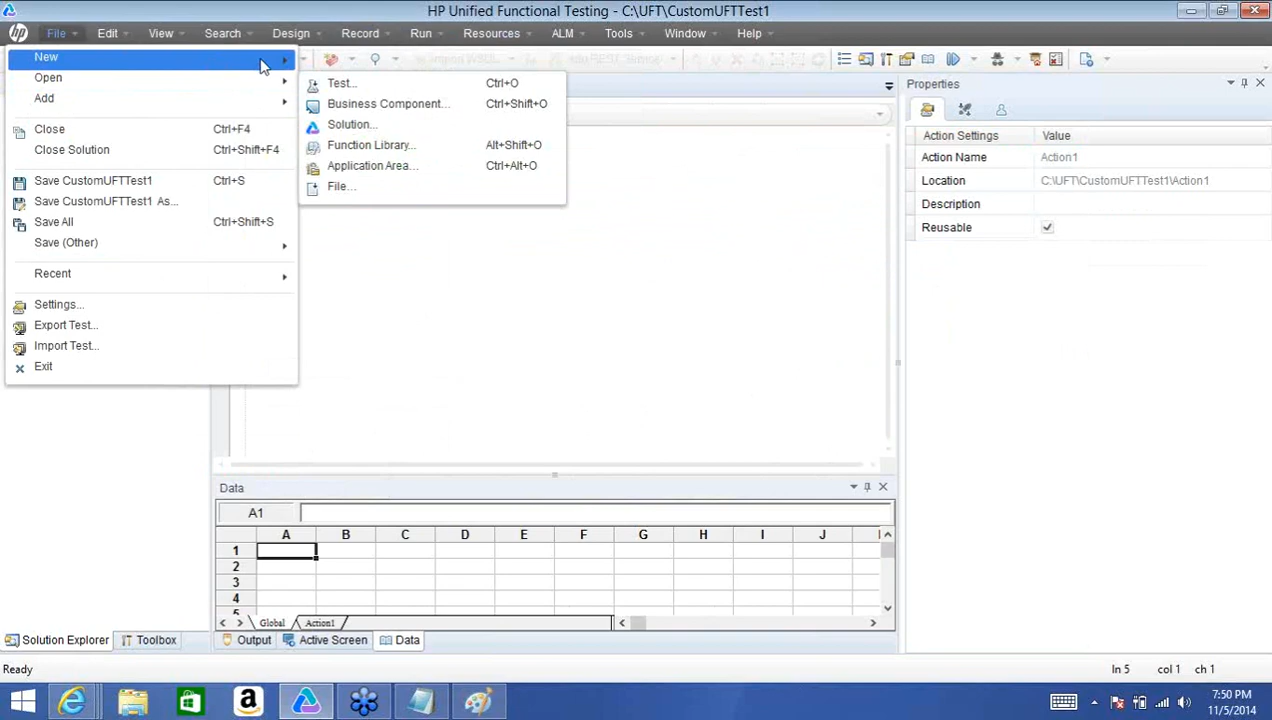 HP Unified Functional Testing - C:\UFT\CustomUFTTest1
hp File Edit View Search Design Record Run Resources ALM Tools Window Help
New
Open
Add
Close Ctrl+F4
Close Solution Ctrl+Shift+F4
Save CustomUFTTest1 Ctrl+S
Save CustomUFTTest1 As...
Save All Ctrl+Shift+S
Save (Other)
Recent
Settings...
Export Test...
Import Test...
Exit
Test... Ctrl+O
Business Component... Ctrl+Shift+O
Solution...
Function Library... Alt+Shift+O
Application Area... Ctrl+Alt+O
File...
Properties
Action Settings Value
Action Name Action1
Location C:\UFT\CustomUFTTest1\Action1
Description
Reusable
Data
A1
A B C D E F G H I J
1
2
3
4
5
Global Action1
Solution Explorer Toolbox Output Active Screen Data
Ready ln 5 col 1 ch 1
7:50 PM
11/5/2014